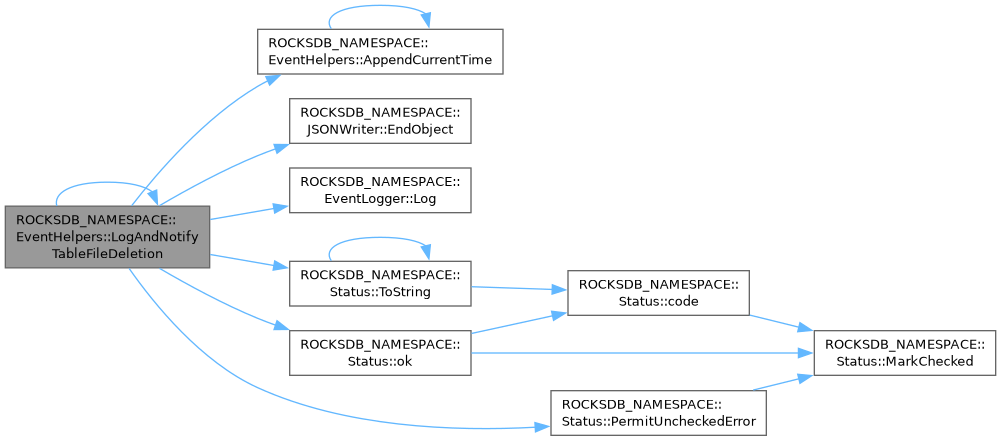 ROCKSDB_NAMESPACE::
EventHelpers::AppendCurrentTime
ROCKSDB_NAMESPACE::
JSONWriter::EndObject
ROCKSDB_NAMESPACE::
EventLogger::Log
ROCKSDB_NAMESPACE::
EventHelpers::LogAndNotify
TableFileDeletion
ROCKSDB_NAMESPACE::
Status::ToString
ROCKSDB_NAMESPACE::
Status::code
ROCKSDB_NAMESPACE::
Status::ok
ROCKSDB_NAMESPACE::
Status::MarkChecked
ROCKSDB_NAMESPACE::
Status::PermitUncheckedError